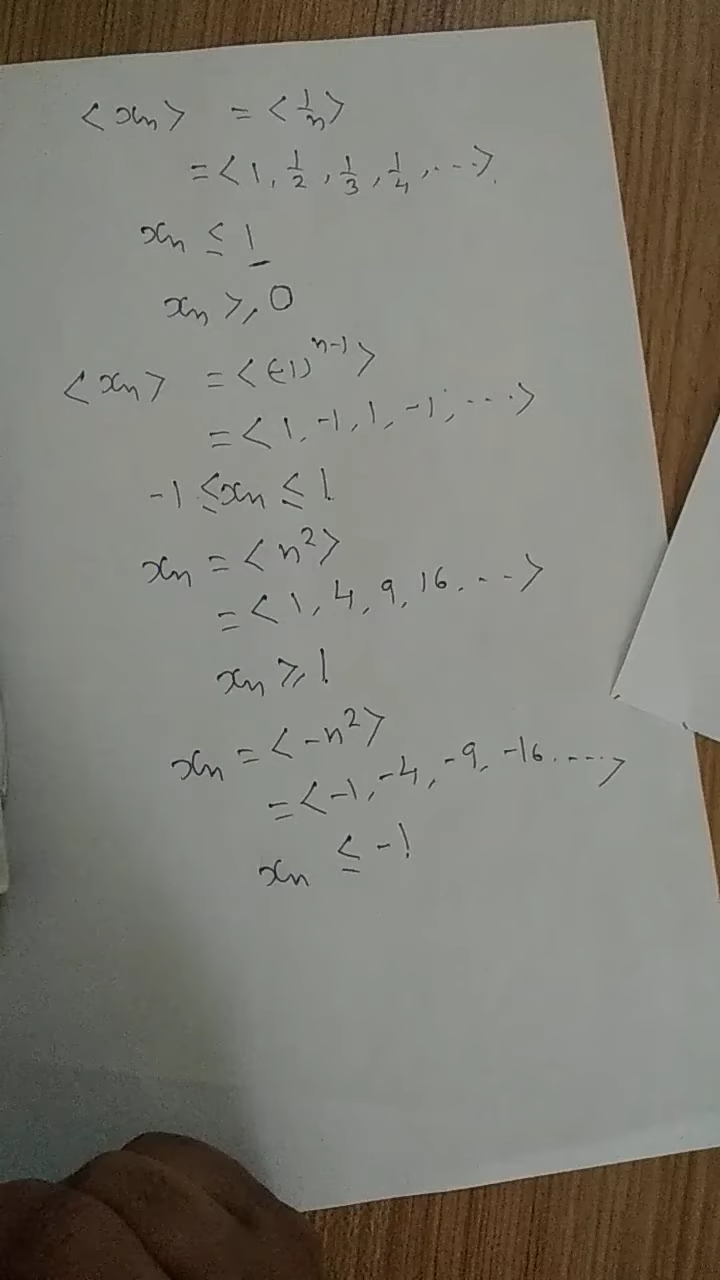 <xn> = <1/n>
= <1, 1/2, 1/3, 1/4, ...>.
xn ≤ 1
xn ≥ 0
<xn> = <(-1)^n-1>
= <1, -1, 1, -1, ...>
-1 ≤ xn ≤ 1
xn = <n²>
= <1, 4, 9, 16, ...>
xn ≥ 1
xn = <-n²>
= <-1, -4, -9, -16, ...>
xn ≤ -1